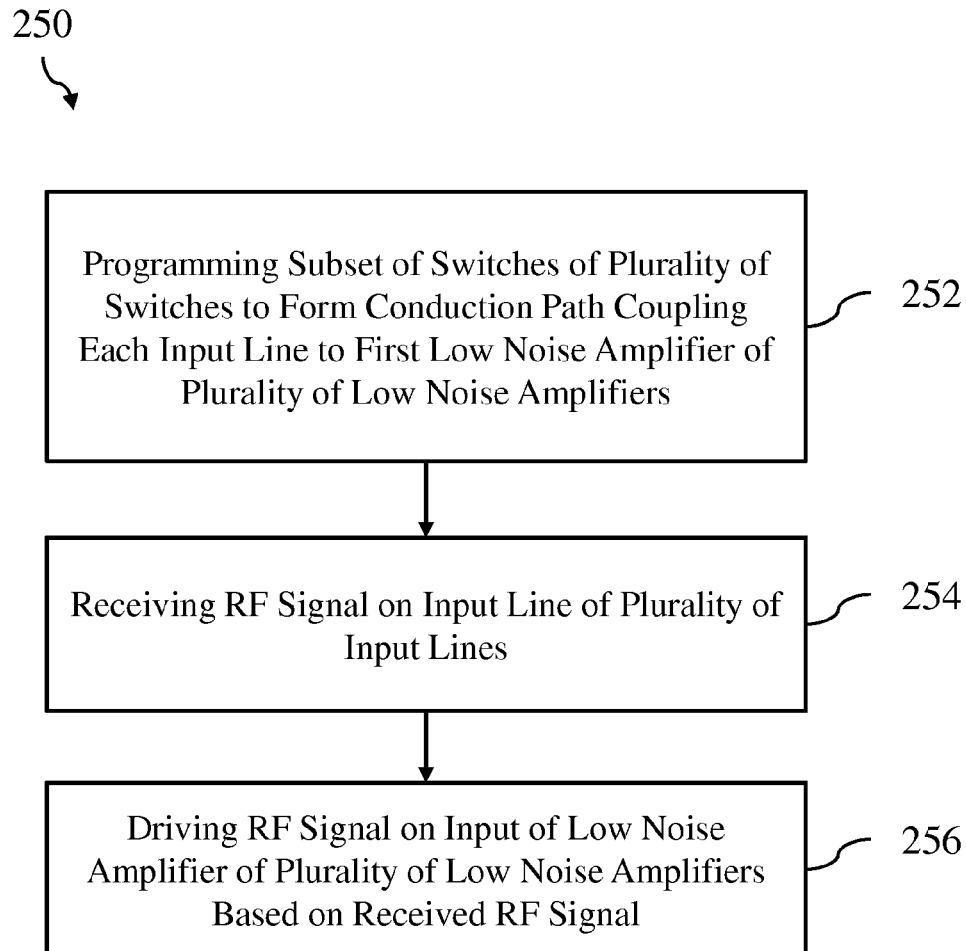 250
Programming Subset of Switches of Plurality of
Switches to Form Conduction Path Coupling
Each Input Line to First Low Noise Amplifier of
Plurality of Low Noise Amplifiers
252
Receiving RF Signal on Input Line of Plurality of
Input Lines
254
Driving RF Signal on Input of Low Noise
Amplifier of Plurality of Low Noise Amplifiers
Based on Received RF Signal
256